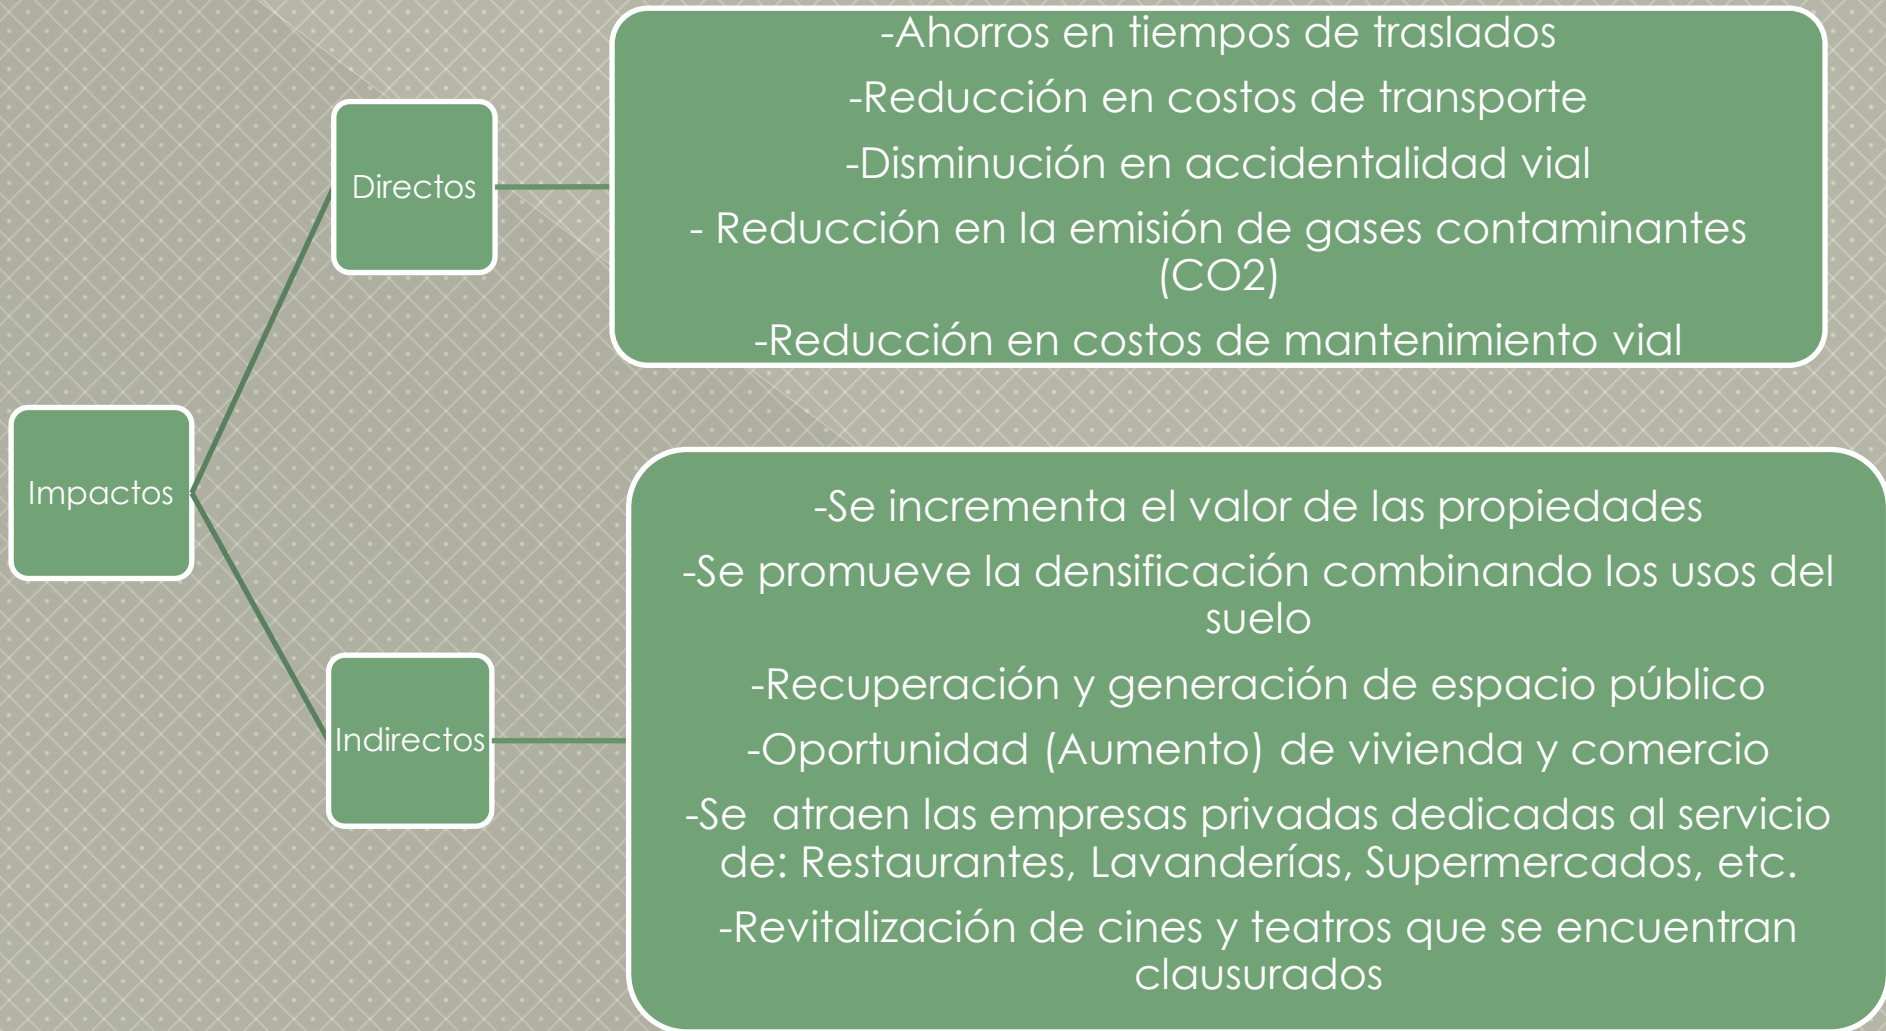 Impactos
Directos
-Ahorros en tiempos de traslados
-Reducción en costos de transporte
-Disminución en accidentalidad vial
- Reducción en la emisión de gases contaminantes
(CO2)
-Reducción en costos de mantenimiento vial
Indirectos
-Se incrementa el valor de las propiedades
-Se promueve la densificación combinando los usos del
suelo
-Recuperación y generación de espacio público
-Oportunidad (Aumento) de vivienda y comercio
-Se  atraen las empresas privadas dedicadas al servicio
de: Restaurantes, Lavanderías, Supermercados, etc.
-Revitalización de cines y teatros que se encuentran
clausurados